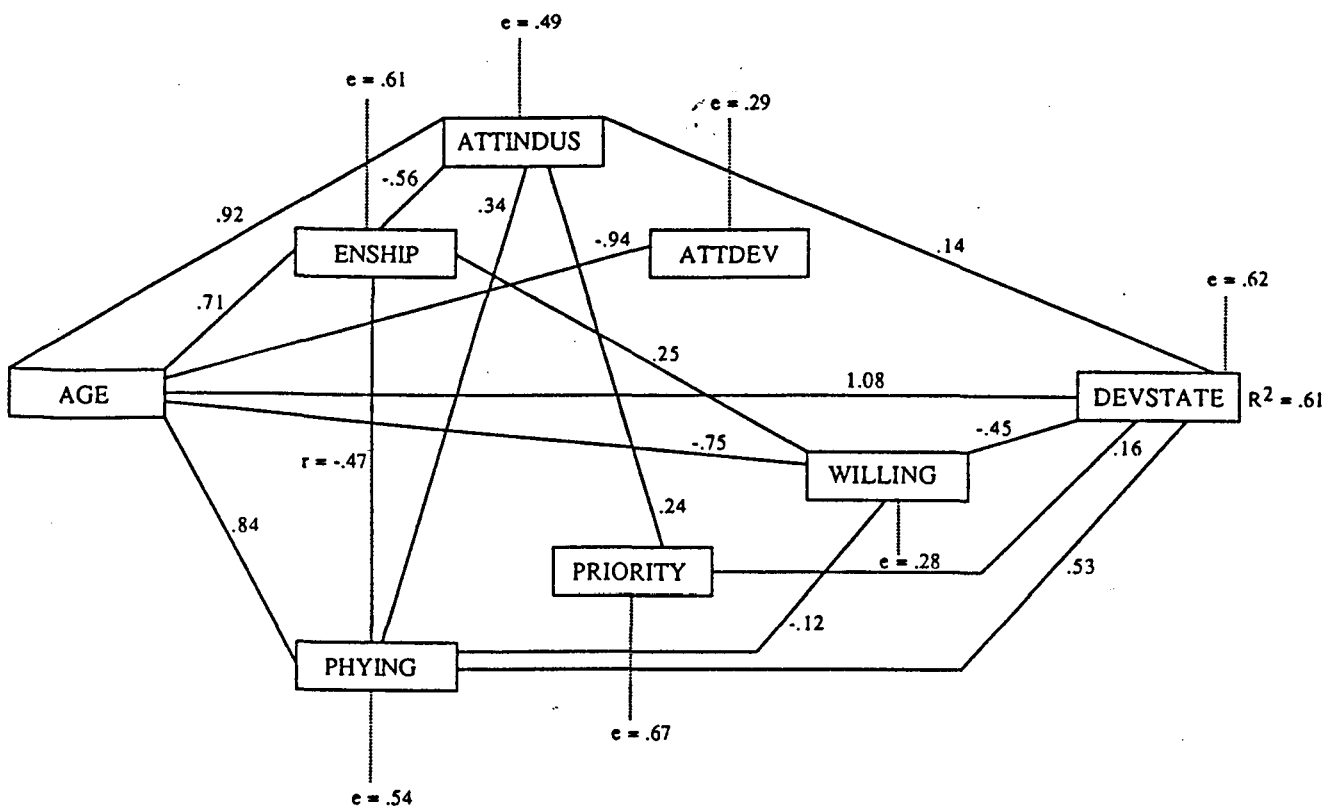 e = .49
e = .61
e = .29
ATTINDUS
-.56
.92
.34
ENSHIP
-.94
ATTDEV
.14
.71
e = .62
.25
AGE
1.08
DEVSTATE
R² = .61
-.75
-.45
r = -.47
WILLING
.16
.84
.24
PRIORITY
e = .28
.53
-.12
PHYING
e = .67
e = .54